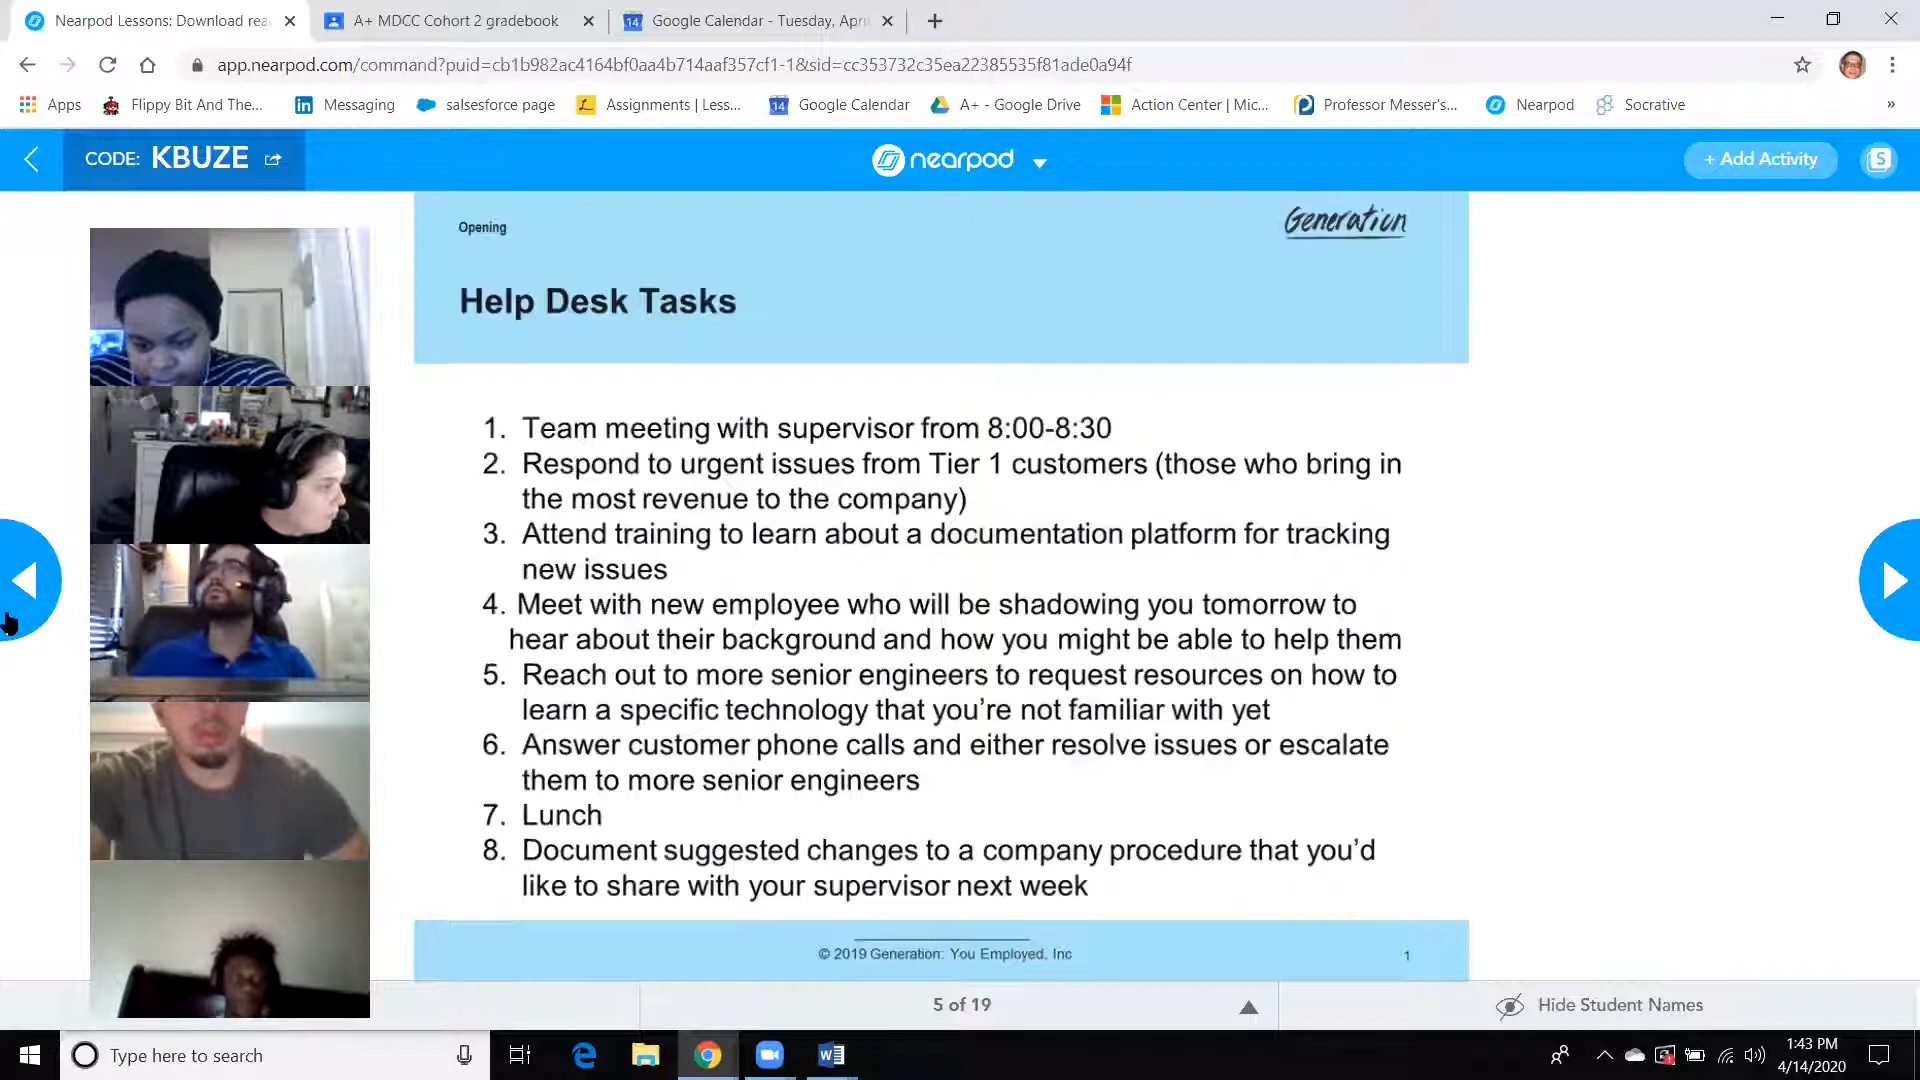 Nearpod Lessons: Download rea
A+ MDCC Cohort 2 gradebook
Google Calendar - Tuesday, Apri
app.nearpod.com/command?puid=cb1b982ac4164bf0aa4b714aaf357cf1-1&sid=cc353732c35ea22385535f81ade0a94f
Apps
Flippy Bit And The...
Messaging
salsesforce page
Assignments | Less...
Google Calendar
A+ - Google Drive
Action Center | Mic...
Professor Messer's...
Nearpod
Socrative
CODE: KBUZE
nearpod
+ Add Activity
Opening
Generation
Help Desk Tasks
1. Team meeting with supervisor from 8:00-8:30
2. Respond to urgent issues from Tier 1 customers (those who bring in
the most revenue to the company)
3. Attend training to learn about a documentation platform for tracking
new issues
4. Meet with new employee who will be shadowing you tomorrow to
hear about their background and how you might be able to help them
5. Reach out to more senior engineers to request resources on how to
learn a specific technology that you're not familiar with yet
6. Answer customer phone calls and either resolve issues or escalate
them to more senior engineers
7. Lunch
8. Document suggested changes to a company procedure that you'd
like to share with your supervisor next week
© 2019 Generation: You Employed, Inc
1
5 of 19
Hide Student Names
Type here to search
1:43 PM
4/14/2020